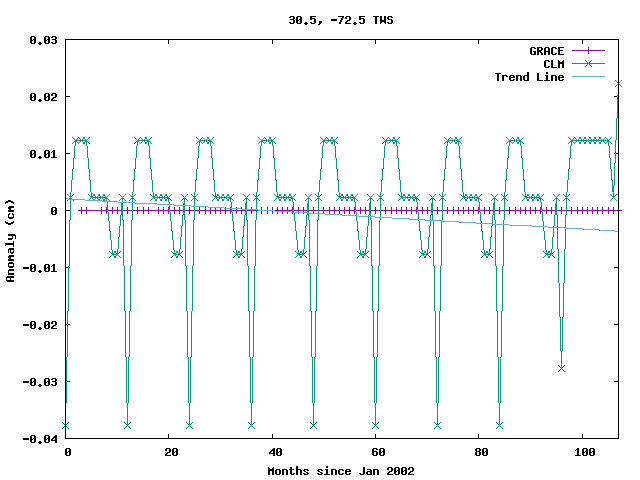 30.5, -72.5 TWS
GRACE
CLM
Trend Line
0.03
0.02
0.01
0
-0.01
-0.02
-0.03
-0.04
Anomaly (cm)
0 20 40 60 80 100
Months since Jan 2002